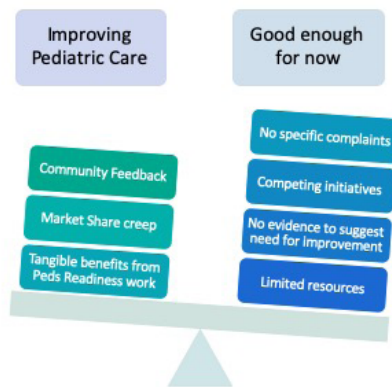 Improving
Pediatric Care
Good enough
for now
Community Feedback
Market Share creep
Tangible benefits from
Peds Readiness work
No specific complaints
Competing initiatives
No evidence to suggest
need for improvement
Limited resources